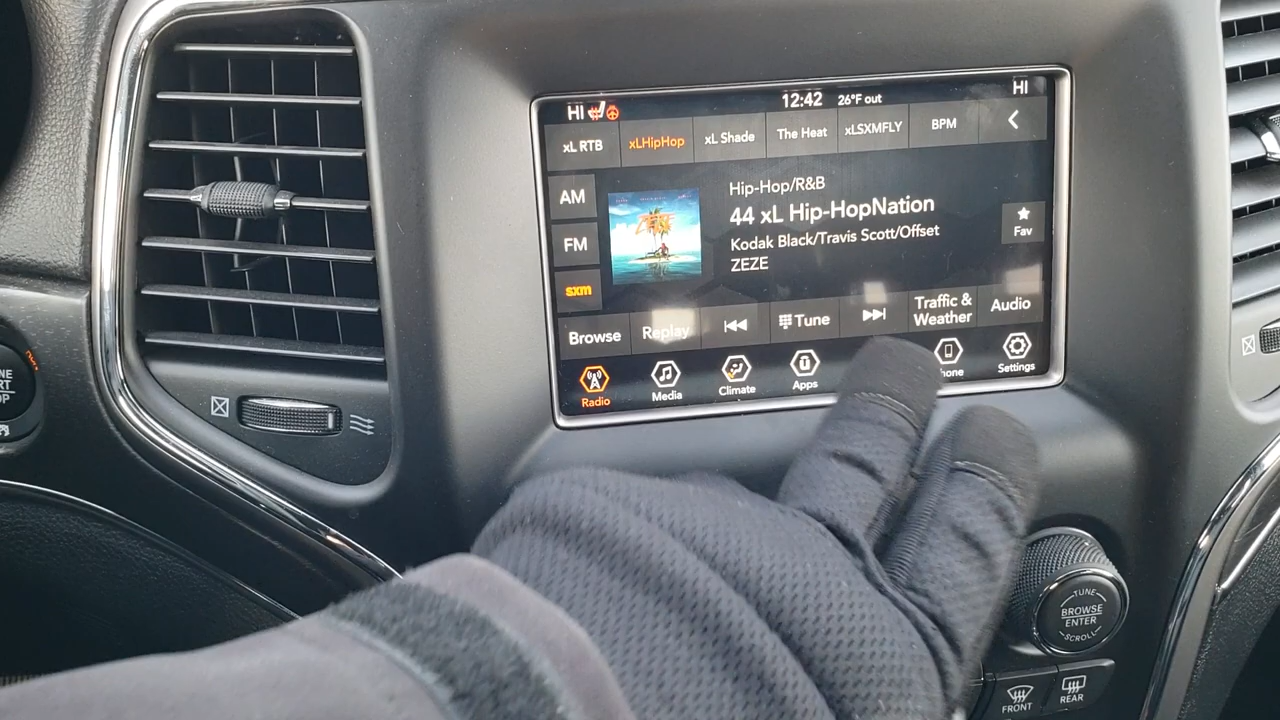 HI
12:42
26°F out
HI
xL RTB
xLHipHop
xL Shade
The Heat
xLSXMFLY
BPM
AM
FM
sxm
Hip-Hop/R&B
44 xL Hip-HopNation
Kodak Black/Travis Scott/Offset
ZEZE
Fav
Browse
Replay
Tune
Traffic &
Weather
Audio
Radio
Media
Climate
Apps
hone
Settings
TUNE
BROWSE
ENTER
SCROLL
FRONT
REAR